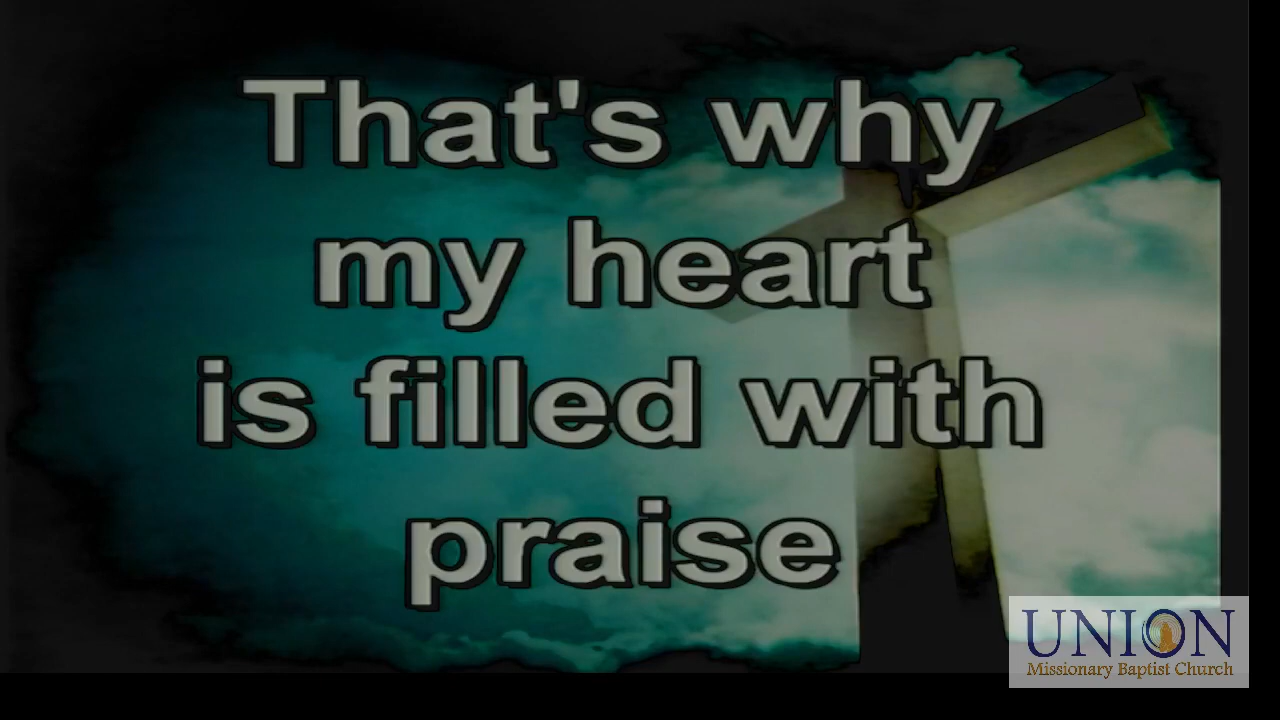 That's why
my heart
is filled with
praise
UNION
Missionary Baptist Church